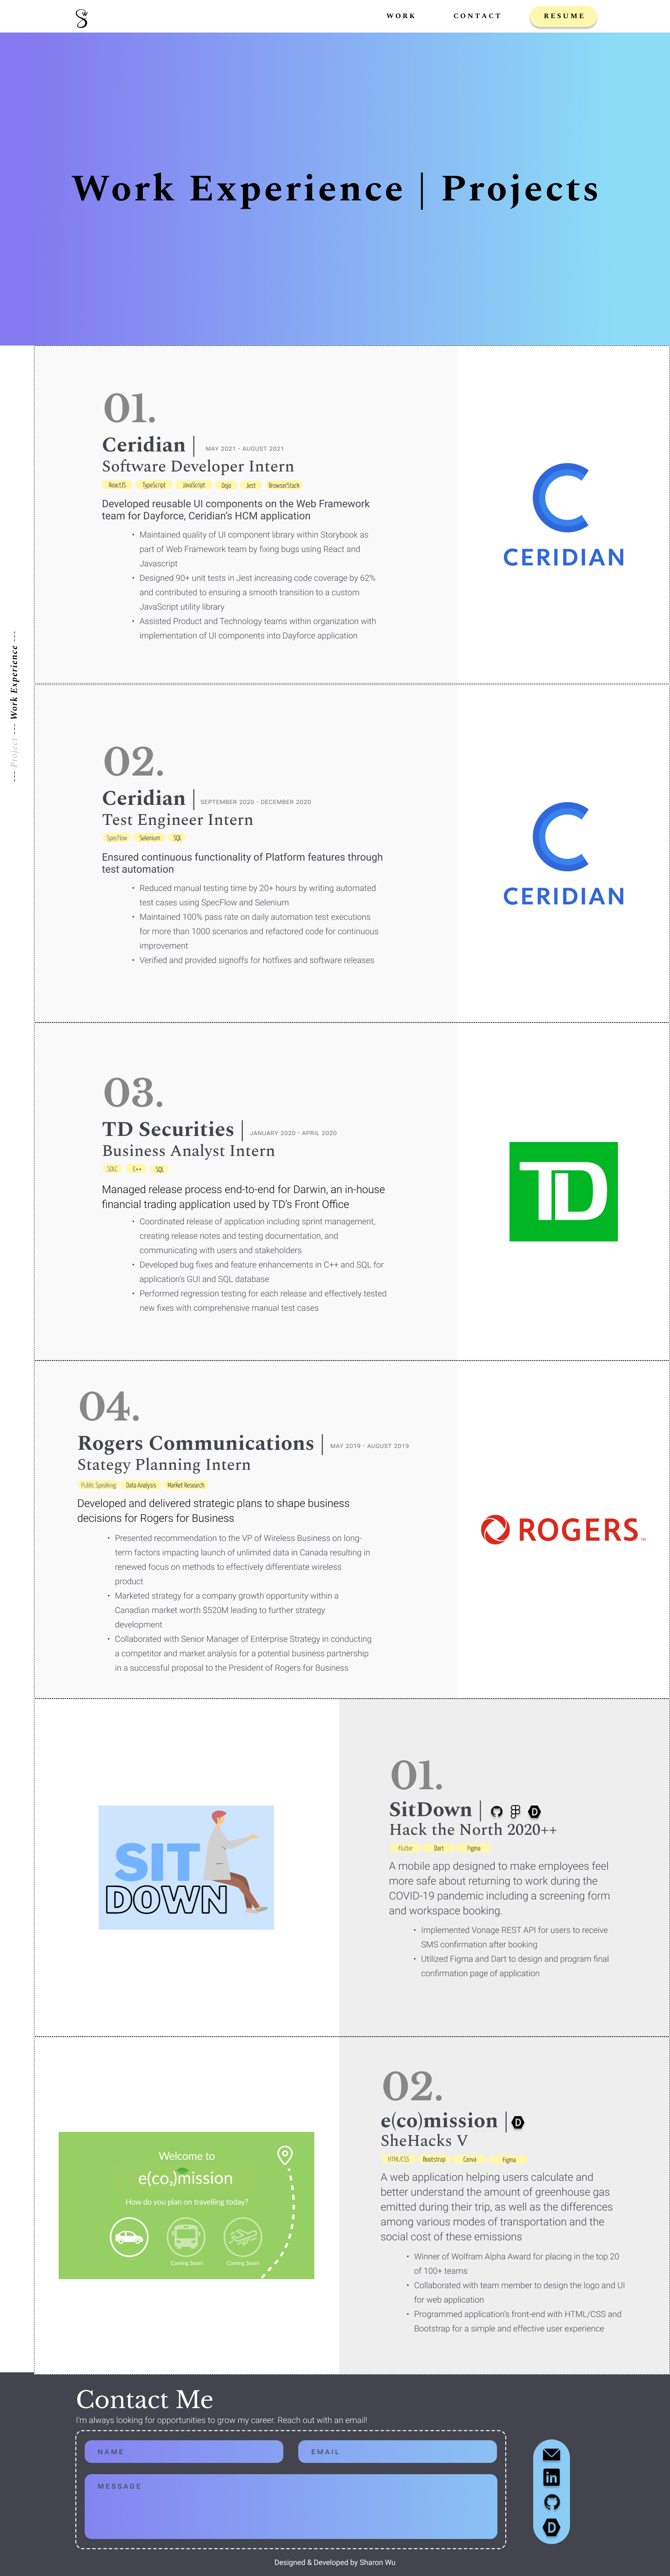 S
WORK
CONTACT
RESUME
Work Experience | Projects
--- Project --- Work Experience ---
01.
Ceridian | MAY 2021 - AUGUST 2021
Software Developer Intern
ReactJS TypeScript JavaScript Dojo Jest BrowserStack
Developed reusable UI components on the Web Framework
team for Dayforce, Ceridian's HCM application
• Maintained quality of UI component library within Storybook as
part of Web Framework team by fixing bugs using React and
Javascript
• Designed 90+ unit tests in Jest increasing code coverage by 62%
and contributed to ensuring a smooth transition to a custom
JavaScript utility library
• Assisted Product and Technology teams within organization with
implementation of UI components into Dayforce application
CERIDIAN
02.
Ceridian | SEPTEMBER 2020 - DECEMBER 2020
Test Engineer Intern
SpecFlow Selenium SQL
Ensured continuous functionality of Platform features through
test automation
• Reduced manual testing time by 20+ hours by writing automated
test cases using SpecFlow and Selenium
• Maintained 100% pass rate on daily automation test executions
for more than 1000 scenarios and refactored code for continuous
improvement
• Verified and provided signoffs for hotfixes and software releases
CERIDIAN
03.
TD Securities | JANUARY 2020 - APRIL 2020
Business Analyst Intern
SDLC C++ SQL
Managed release process end-to-end for Darwin, an in-house
financial trading application used by TD's Front Office
• Coordinated release of application including sprint management,
creating release notes and testing documentation, and
communicating with users and stakeholders
• Developed bug fixes and feature enhancements in C++ and SQL for
application's GUI and SQL database
• Performed regression testing for each release and effectively tested
new fixes with comprehensive manual test cases
TD
04.
Rogers Communications | MAY 2019 - AUGUST 2019
Stategy Planning Intern
Public Speaking Data Analysis Market Research
Developed and delivered strategic plans to shape business
decisions for Rogers for Business
• Presented recommendation to the VP of Wireless Business on long-
term factors impacting launch of unlimited data in Canada resulting in
renewed focus on methods to effectively differentiate wireless
product
• Marketed strategy for a company growth opportunity within a
Canadian market worth $520M leading to further strategy
development
• Collaborated with Senior Manager of Enterprise Strategy in conducting
a competitor and market analysis for a potential business partnership
in a successful proposal to the President of Rogers for Business
ROGERS™
SIT
DOWN
01.
SitDown |
Hack the North 2020++
Flutter Dart Figma
A mobile app designed to make employees feel
more safe about returning to work during the
COVID-19 pandemic including a screening form
and workspace booking.
• Implemented Vonage REST API for users to receive
SMS confirmation after booking
• Utilized Figma and Dart to design and program final
confirmation page of application
Welcome to
e(co₂)mission
How do you plan on travelling today?
Coming Soon! Coming Soon!
02.
e(co)mission |
SheHacks V
HTML/CSS Bootstrap Canva Figma
A web application helping users calculate and
better understand the amount of greenhouse gas
emitted during their trip, as well as the differences
among various modes of transportation and the
social cost of these emissions
• Winner of Wolfram Alpha Award for placing in the top 20
of 100+ teams
• Collaborated with team member to design the logo and UI
for web application
• Programmed application's front-end with HTML/CSS and
Bootstrap for a simple and effective user experience
Contact Me
I'm always looking for opportunities to grow my career. Reach out with an email!
NAME
EMAIL
MESSAGE
in
D
Designed & Developed by Sharon Wu